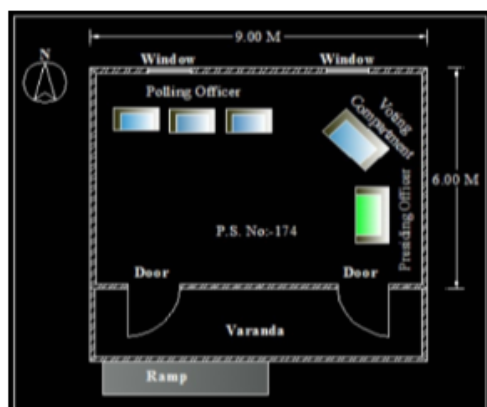 9.00 M
N
Window
Window
Polling Officer
Voting
Compartment
6.00 M
Presiding Officer
P.S. No:-174
Door
Door
Varanda
Ramp